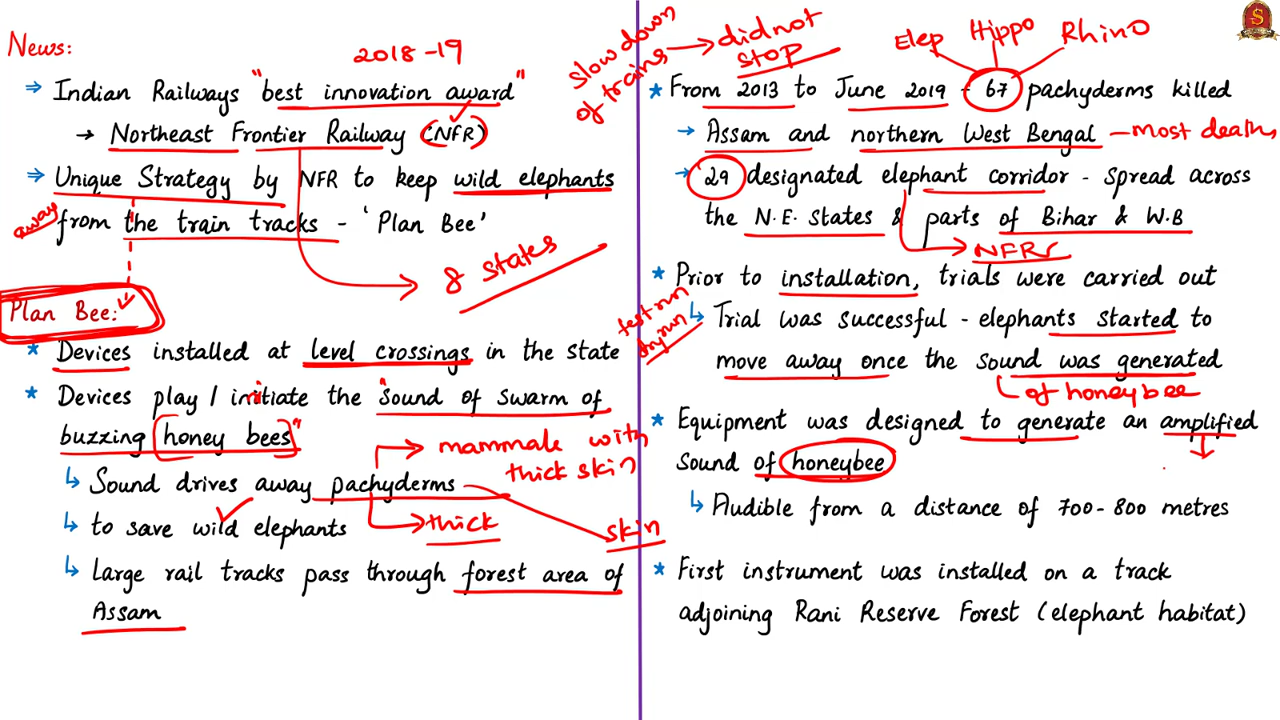 News:
2018-19
⇒ Indian Railways "best innovation award"
→ Northeast Frontier Railway (NFR)
⇒ Unique Strategy by NFR to keep wild elephants
away from the train tracks - 'Plan Bee'
8 states
Plan Bee:
* Devices installed at level crossings in the state
* Devices play / initiate the "sound of swarm of
buzzing honey bees"
mammals with
thick skin
↳ Sound drives away pachyderms
↳ to save wild elephants
thick
skin
↳ Large rail tracks pass through forest area of
Assam
slow down
of trains → did not
stop
Elep Hippo Rhino
* From 2013 to June 2019 - 67 pachyderms killed
→ Assam and northern West Bengal - most deaths
→ 29 designated elephant corridor - spread across
the N.E. states & parts of Bihar & W.B
NFRs
* Prior to installation, trials were carried out
test run
dry run
↳ Trial was successful - elephants started to
move away once the sound was generated
of honeybee
* Equipment was designed to generate an amplified
sound of honeybee
↳ Audible from a distance of 700-800 metres
* First instrument was installed on a track
adjoining Rani Reserve Forest (elephant habitat)
S